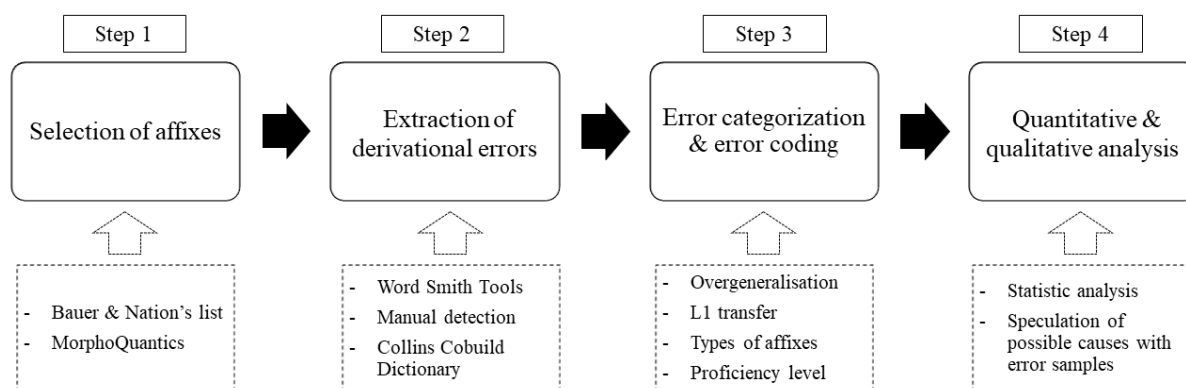 Step 1
Step 2
Step 3
Step 4
Selection of affixes
Extraction of
derivational errors
Error categorization
& error coding
Quantitative &
qualitative analysis
- Bauer & Nation's list
- MorphoQuantics
- Word Smith Tools
- Manual detection
- Collins Cobuild
Dictionary
- Overgeneralisation
- L1 transfer
- Types of affixes
- Proficiency level
- Statistic analysis
- Speculation of
possible causes with
error samples